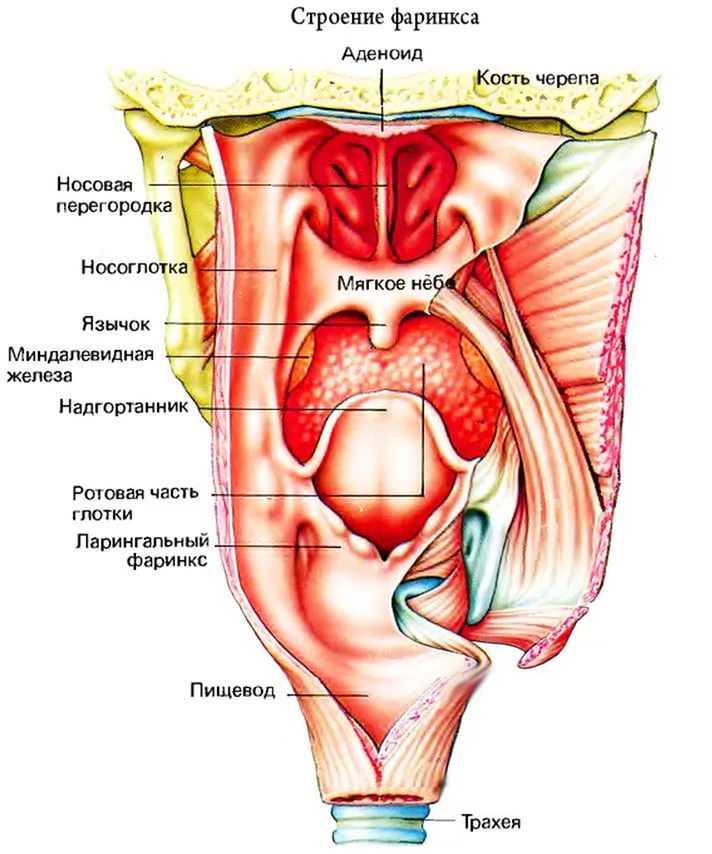 Строение фаринкса
Аденоид
Кость черепа
Носовая
перегородка
Носоглотка
Мягкое нёбо
Язычок
Миндалевидная
железа
Надгортанник
Ротовая часть
глотки
Ларингальный
фаринкс
Пищевод
Трахея